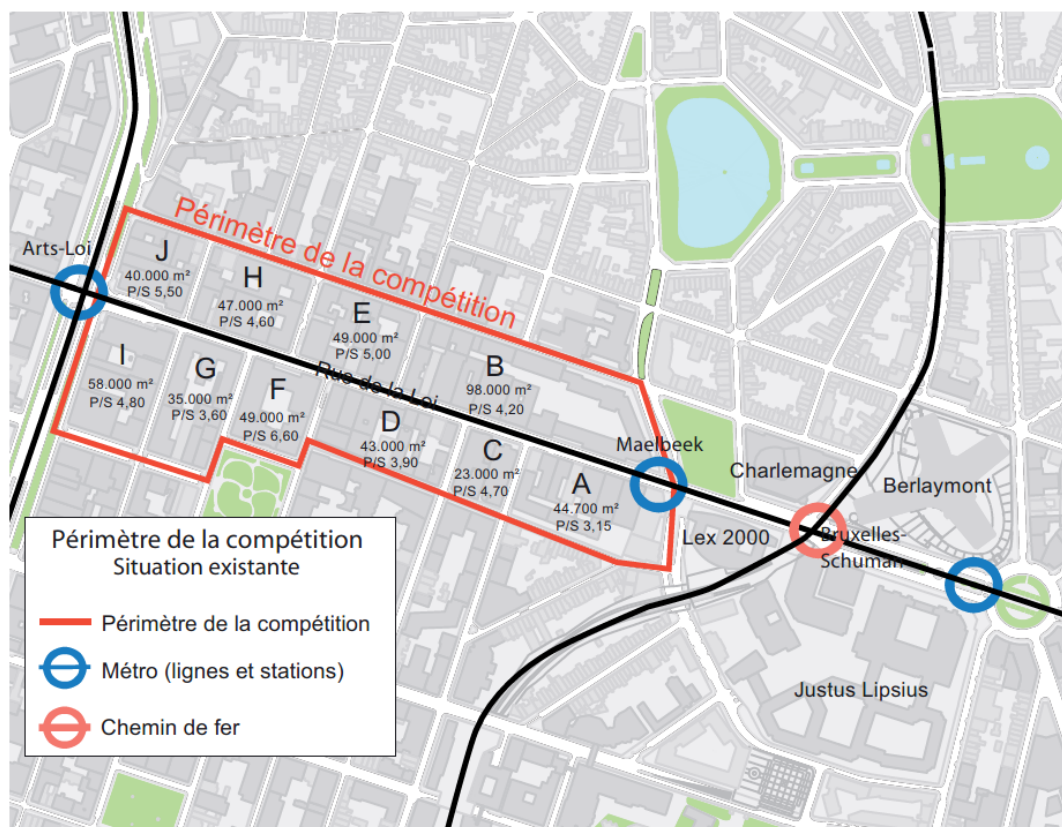 Périmètre de la compétition
Arts-Loi
J
40.000 m²
P/S 5,50
H
47.000 m²
P/S 4,60
E
49.000 m²
P/S 5,00
B
98.000 m²
P/S 4,20
I
58.000 m²
P/S 4,80
G
35.000 m²
P/S 3,60
F
49.000 m²
P/S 6,60
Rue de la Loi
D
43.000 m²
P/S 3,90
C
23.000 m²
P/S 4,70
A
44.700 m²
P/S 3,15
Maelbeek
Charlemagne
Berlaymont
Lex 2000
Bruxelles-
Schuman
Justus Lipsius
Périmètre de la compétition
Situation existante
Périmètre de la compétition
Métro (lignes et stations)
Chemin de fer